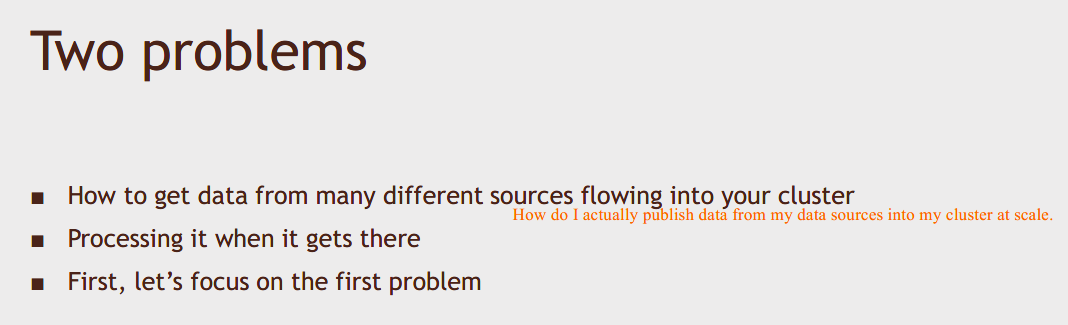 Two problems
■ How to get data from many different sources flowing into your cluster
How do I actually publish data from my data sources into my cluster at scale.
■ Processing it when it gets there
■ First, let’s focus on the first problem